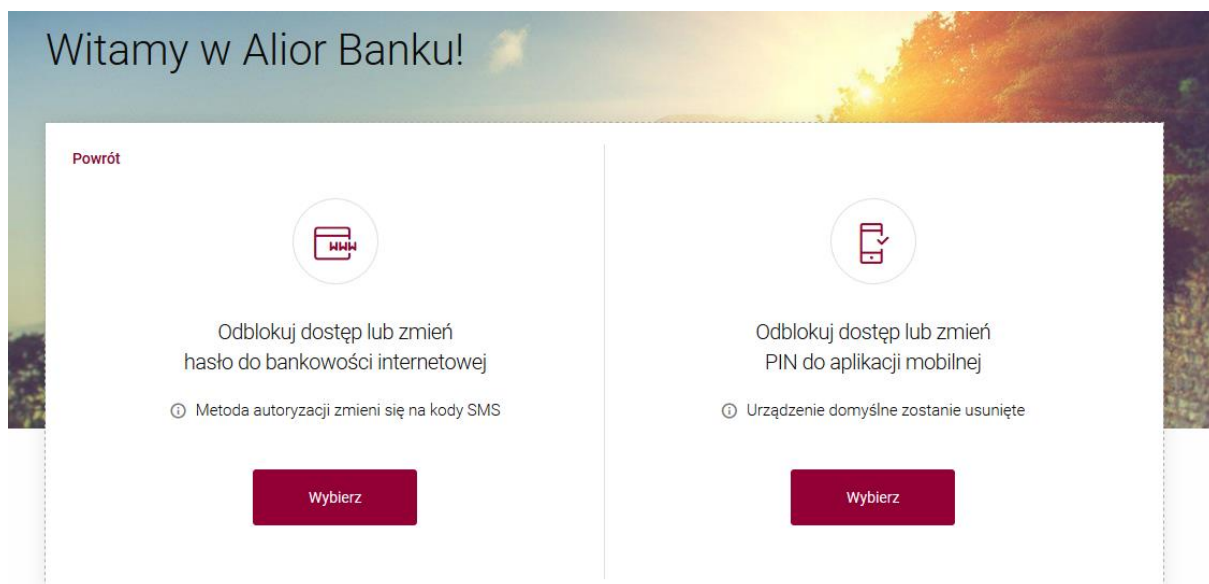 Witamy w Alior Banku!
Powrót
www
Odblokuj dostęp lub zmień
hasło do bankowości internetowej
Metoda autoryzacji zmieni się na kody SMS
Wybierz
Odblokuj dostęp lub zmień
PIN do aplikacji mobilnej
Urządzenie domyślne zostanie usunięte
Wybierz